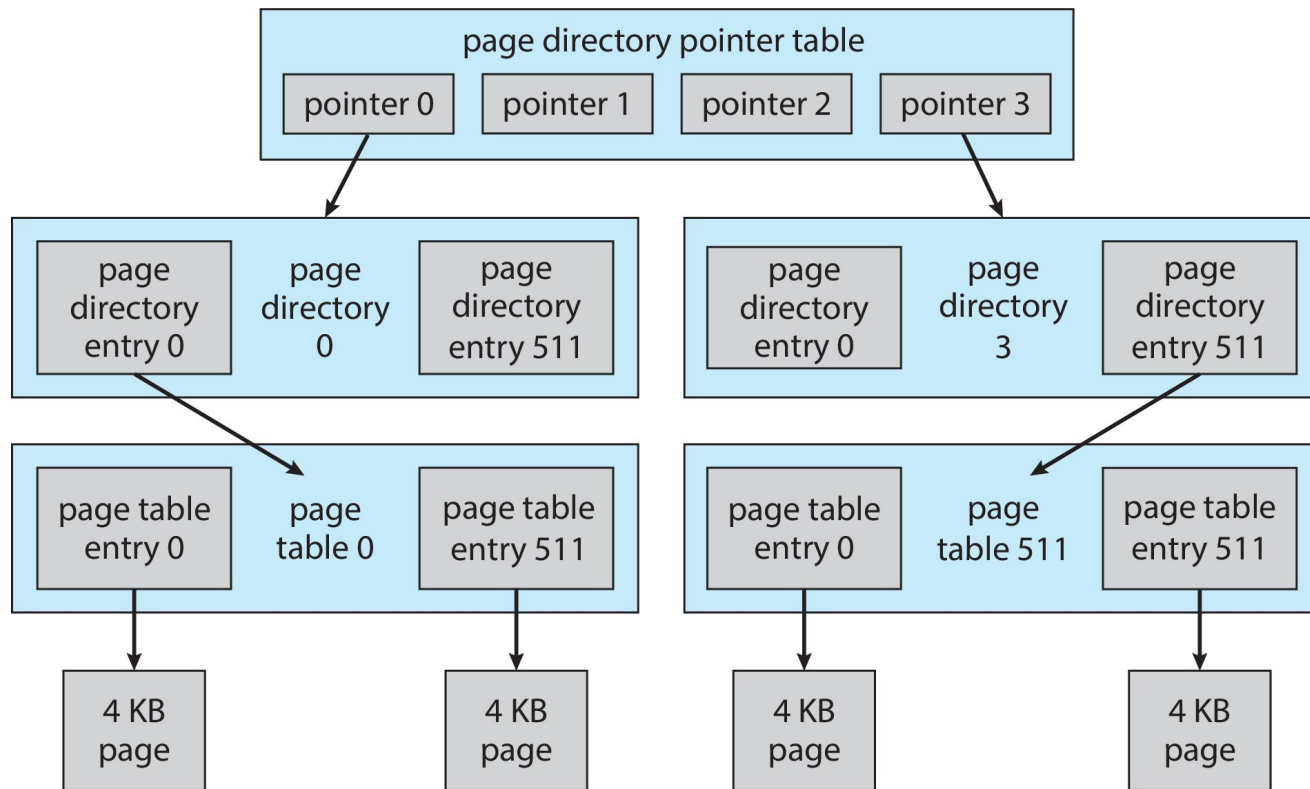 page directory pointer table
pointer 0
pointer 1
pointer 2
pointer 3
page
directory
entry 0
page
directory
0
page
directory
entry 511
page
directory
entry 0
page
directory
3
page
directory
entry 511
page table
entry 0
page
table 0
page table
entry 511
page table
entry 0
page
table 511
page table
entry 511
4 KB
page
4 KB
page
4 KB
page
4 KB
page